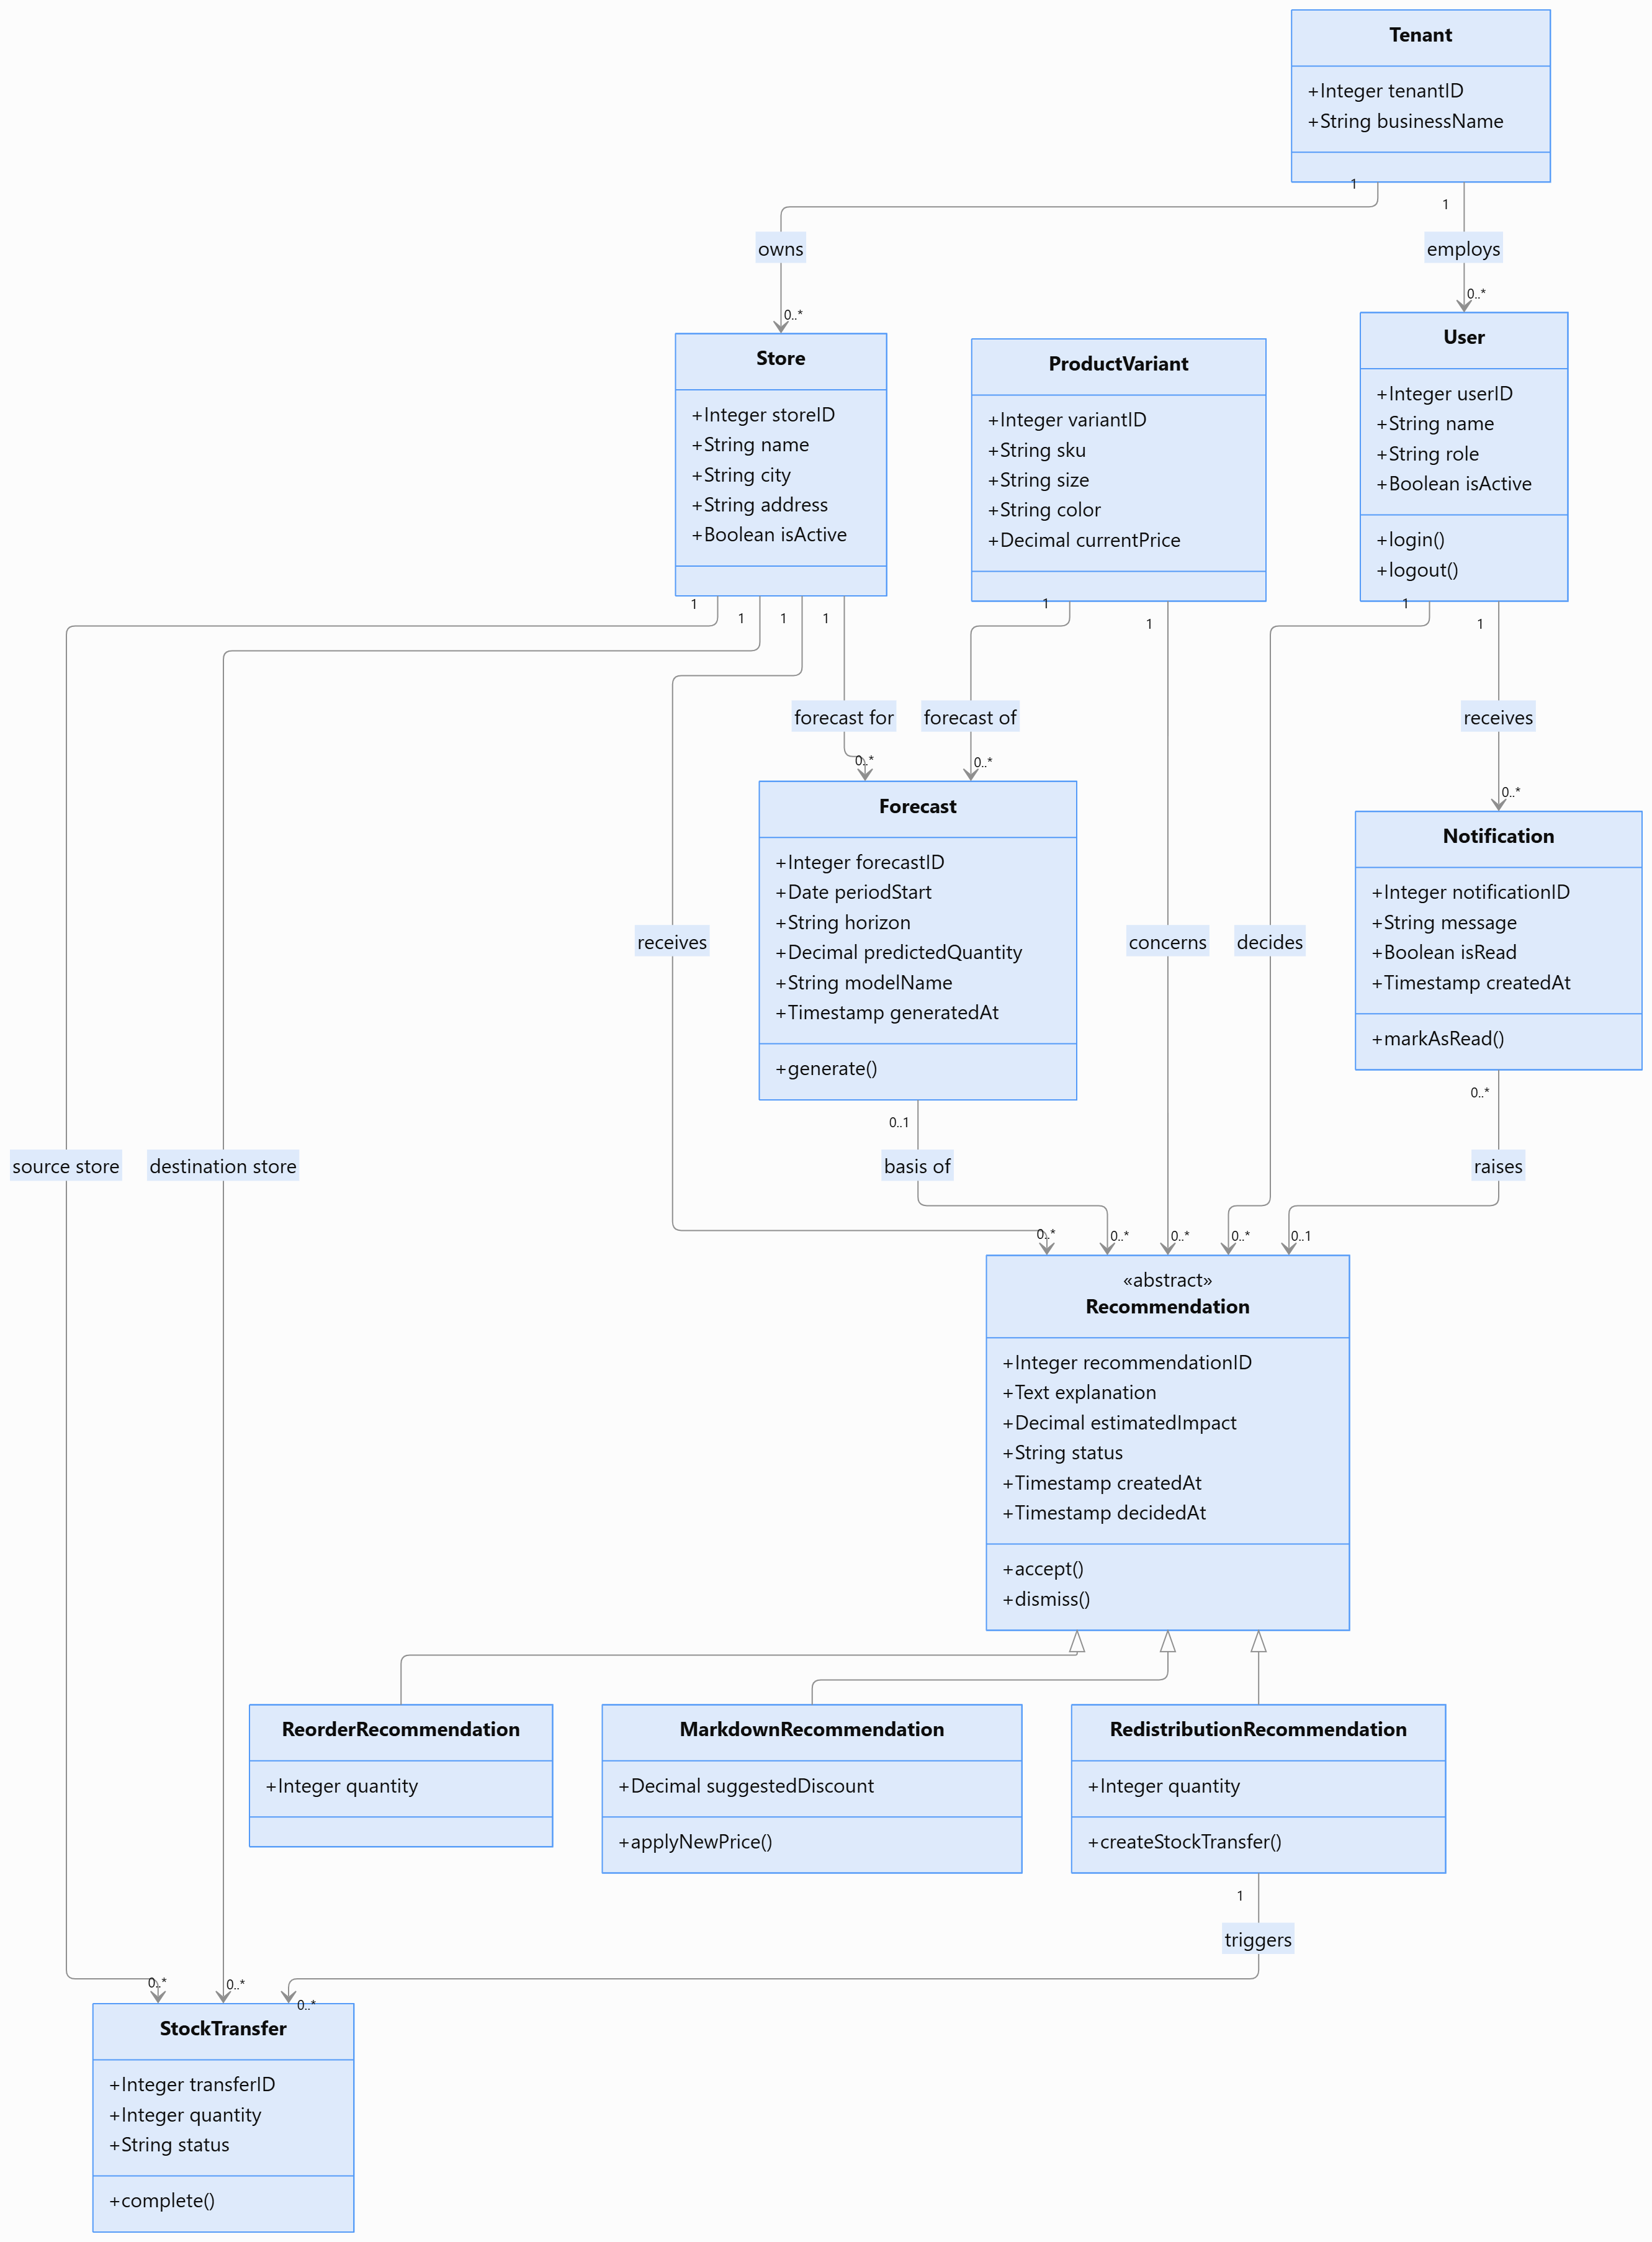 Tenant
+Integer tenantID
+String businessName
1
1
owns
employs
0..*
0..*
Store
+Integer storeID
+String name
+String city
+String address
+Boolean isActive
ProductVariant
+Integer variantID
+String sku
+String size
+String color
+Decimal currentPrice
User
+Integer userID
+String name
+String role
+Boolean isActive
+login()
+logout()
1
1
1
1
1
1
1
1
forecast for
forecast of
receives
0..*
0..*
0..*
Forecast
+Integer forecastID
+Date periodStart
+String horizon
+Decimal predictedQuantity
+String modelName
+Timestamp generatedAt
+generate()
Notification
+Integer notificationID
+String message
+Boolean isRead
+Timestamp createdAt
+markAsRead()
receives
concerns
decides
0..1
0..*
source store
destination store
basis of
raises
0..*
0..*
0..*
0..*
0..1
«abstract»
Recommendation
+Integer recommendationID
+Text explanation
+Decimal estimatedImpact
+String status
+Timestamp createdAt
+Timestamp decidedAt
+accept()
+dismiss()
ReorderRecommendation
+Integer quantity
MarkdownRecommendation
+Decimal suggestedDiscount
+applyNewPrice()
RedistributionRecommendation
+Integer quantity
+createStockTransfer()
1
triggers
0..*
0..*
0..*
StockTransfer
+Integer transferID
+Integer quantity
+String status
+complete()